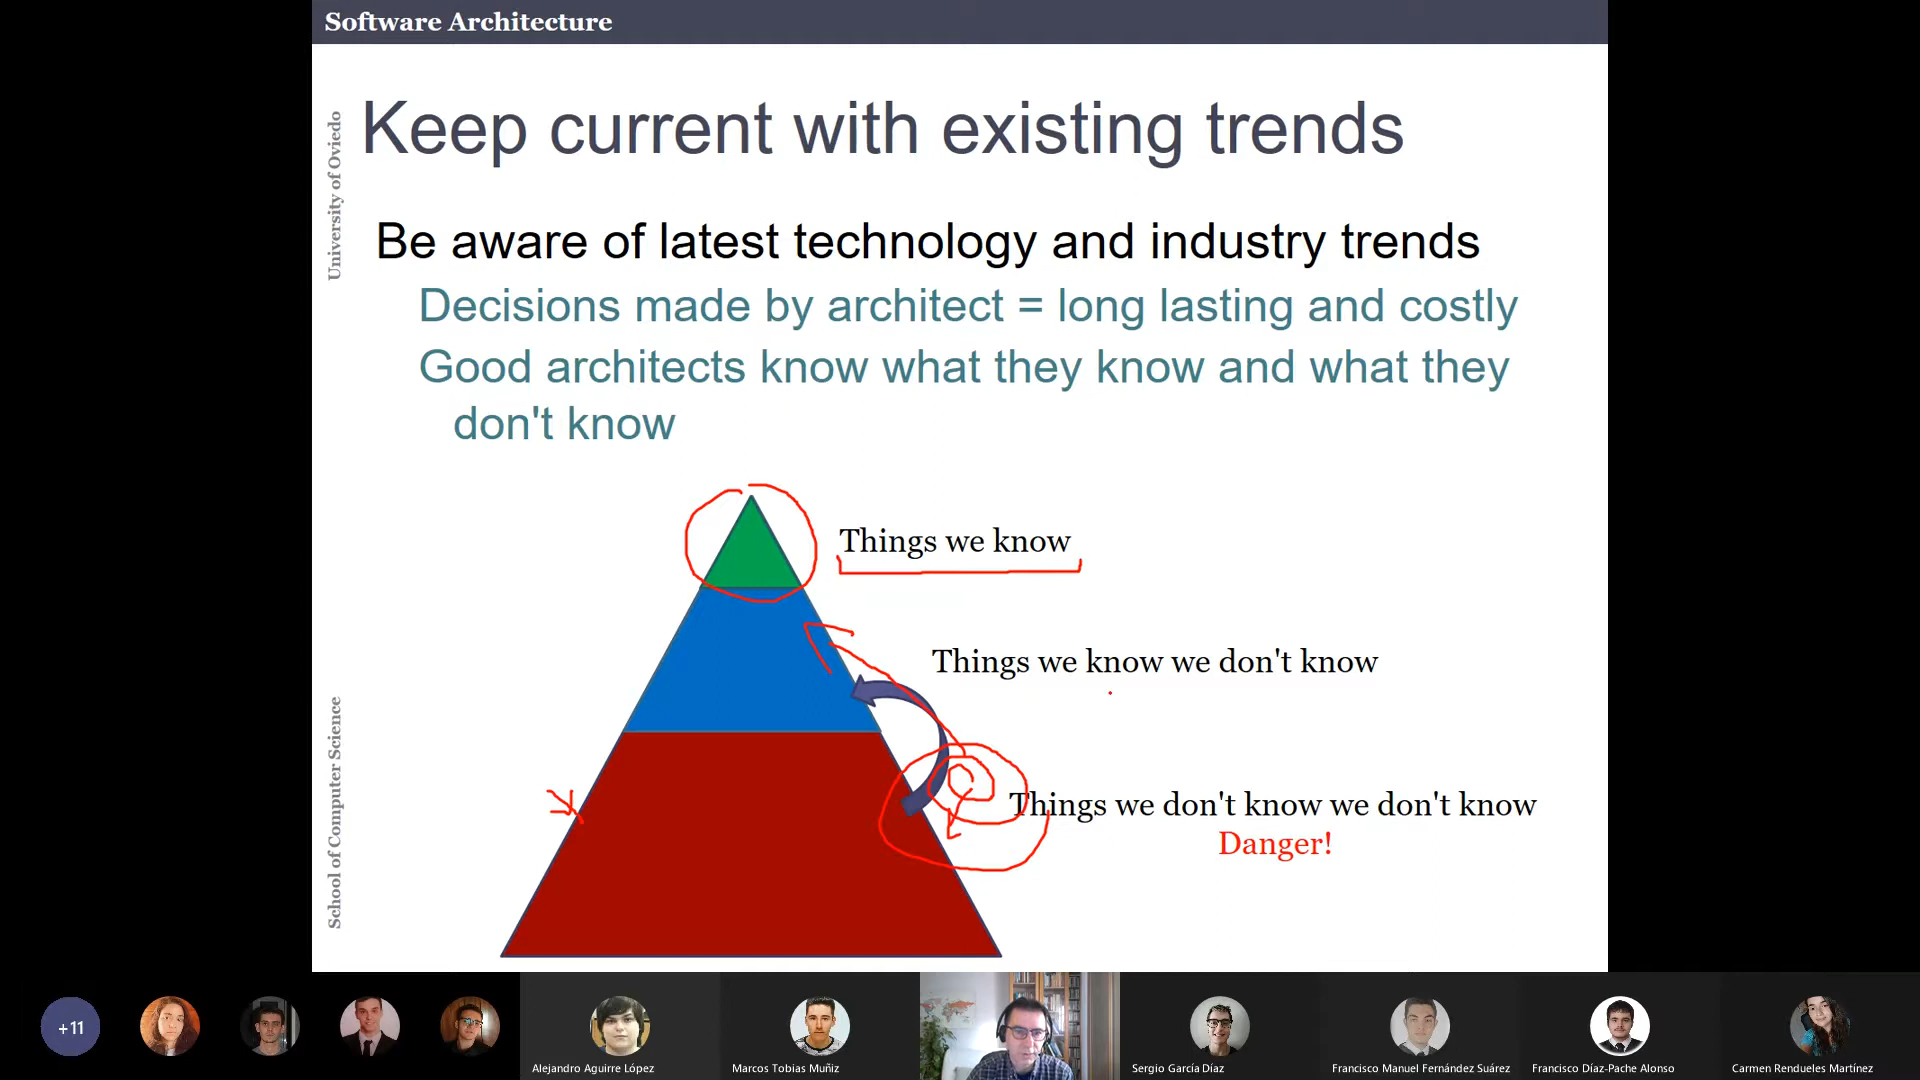 Software Architecture
University of Oviedo
School of Computer Science
Keep current with existing trends
Be aware of latest technology and industry trends
Decisions made by architect = long lasting and costly
Good architects know what they know and what they
don't know
Things we know
Things we know we don't know
Things we don't know we don't know
Danger!
+11
Alejandro Aguirre López
Marcos Tobias Muñiz
Sergio García Díaz
Francisco Manuel Fernández Suárez
Francisco Díaz-Pache Alonso
Carmen Rendueles Martínez